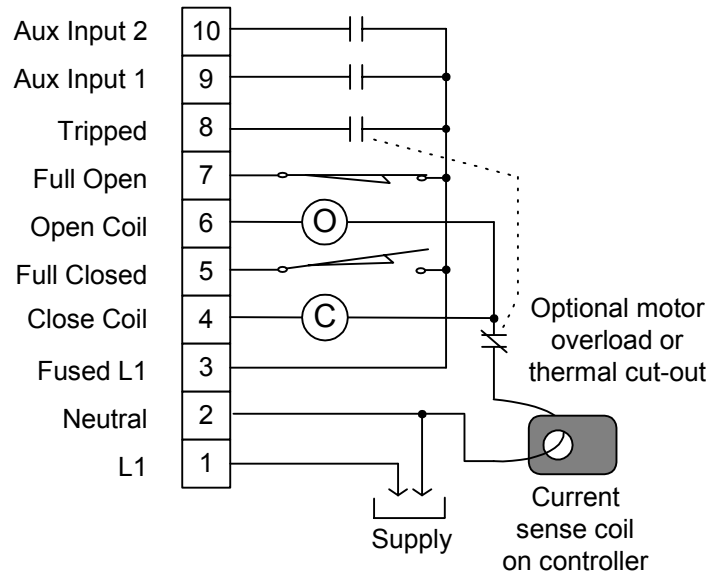 Aux Input 2 10
Aux Input 1 9
Tripped 8
Full Open 7
Open Coil 6 O
Full Closed 5
Close Coil 4 C
Fused L1 3
Neutral 2
L1 1
Optional motor
overload or
thermal cut-out
Supply
Current
sense coil
on controller